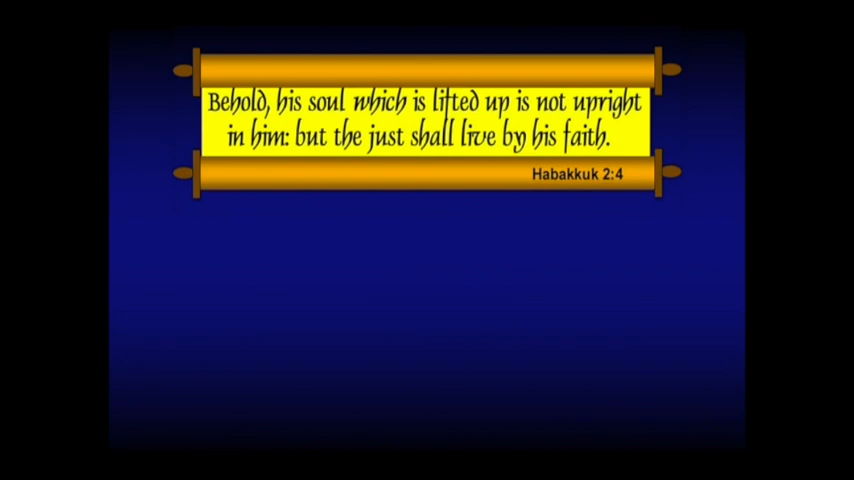 Behold, his soul which is lifted up is not upright
in him: but the just shall live by his faith.
Habakkuk 2:4